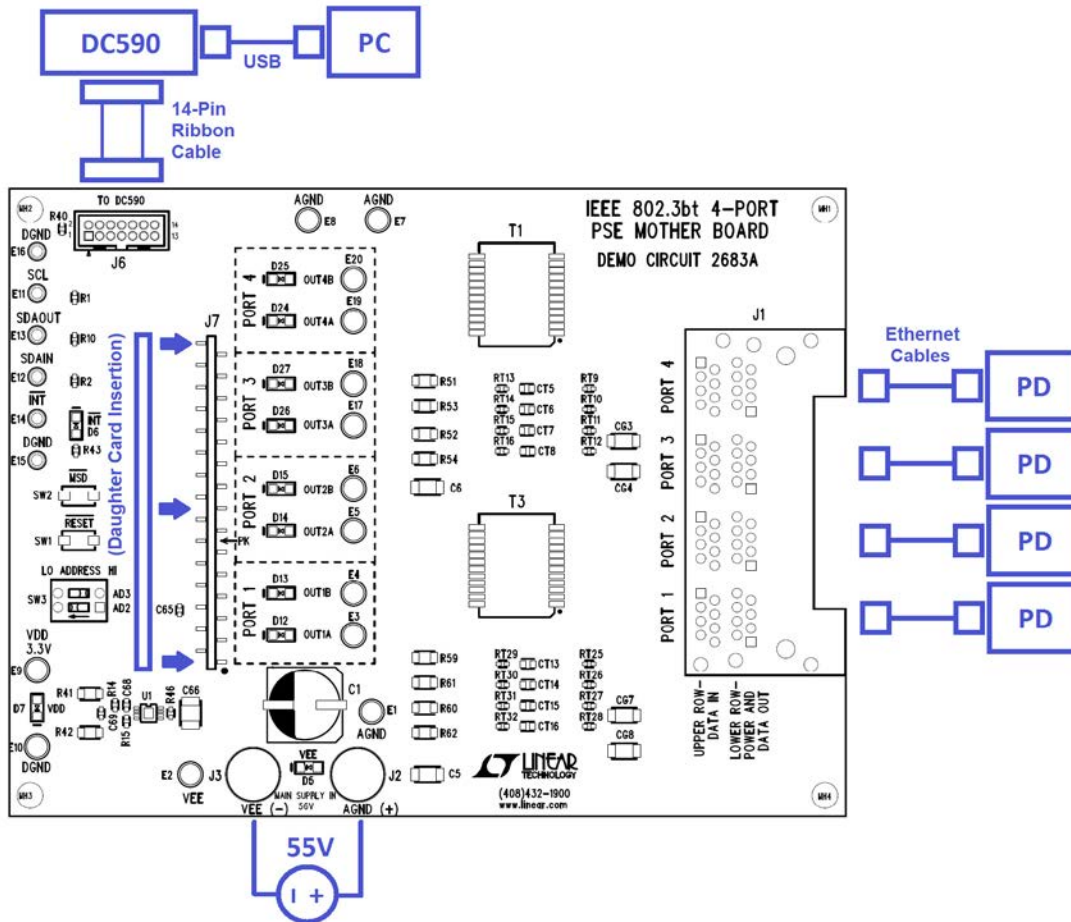 DC590
USB
PC
14-Pin
Ribbon
Cable
MH2
TO DC590
R40
2
1
14
13
J6
DGND
E16
SCL
E11
R1
SDAOUT
E13
R10
SDAIN
E12
R2
INT
E14
INT
D6
DGND
E15
R43
MSD
SW2
RESET
SW1
LO ADDRESS HI
SW3
AD3
AD2
C65
(Daughter Card Insertion)
J7
PK
VDD
3.3V
E9
D7
VDD
E10
DGND
R41
R42
R14
C68
C69
R15
U1
R46
C66
AGND
E8
AGND
E7
PORT 4
D25
OUT4B
E20
D24
OUT4A
E19
PORT 3
D27
OUT3B
E18
D26
OUT3A
E17
PORT 2
D15
OUT2B
E6
D14
OUT2A
E5
PORT 1
D13
OUT1B
E4
D12
OUT1A
E3
C1
E1
AGND
E2
VEE
J3
VEE
D5
J2
MAIN SUPPLY IN
56V
VEE (-)
AGND (+)
MH3
55V
- +
IEEE 802.3bt 4-PORT
PSE MOTHER BOARD
DEMO CIRCUIT 2683A
MH1
T1
R51
R53
R52
R54
C6
RT13
RT14
RT15
RT16
CT5
CT6
CT7
CT8
RT9
RT10
RT11
RT12
CG3
CG4
T3
R59
R61
R60
R62
C5
RT29
RT30
RT31
RT32
CT13
CT14
CT15
CT16
RT25
RT26
RT27
RT28
CG7
CG8
LINEAR
TECHNOLOGY
(408)432-1900
www.linear.com
J1
PORT 4
PORT 3
PORT 2
PORT 1
UPPER ROW-
DATA IN
LOWER ROW-
POWER AND
DATA OUT
MH4
Ethernet
Cables
PD
PD
PD
PD